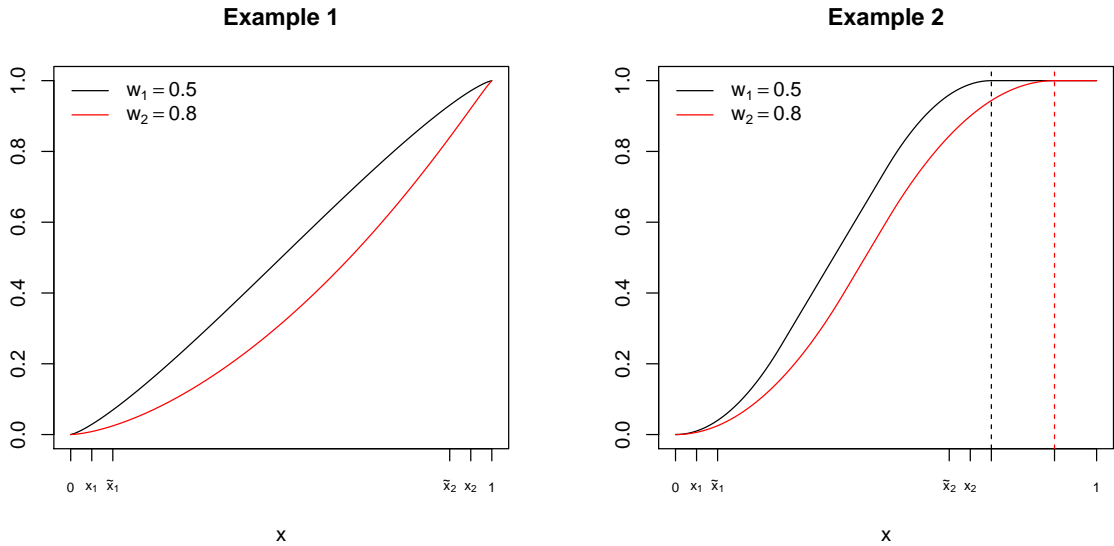 Example 1
w₁ = 0.5
w₂ = 0.8
1.0
0.8
0.6
0.4
0.2
0.0
0 x₁ x̃₁ x̃₂ x₂ 1
x
Example 2
w₁ = 0.5
w₂ = 0.8
1.0
0.8
0.6
0.4
0.2
0.0
0 x₁ x̃₁ x̃₂ x₂ 1
x